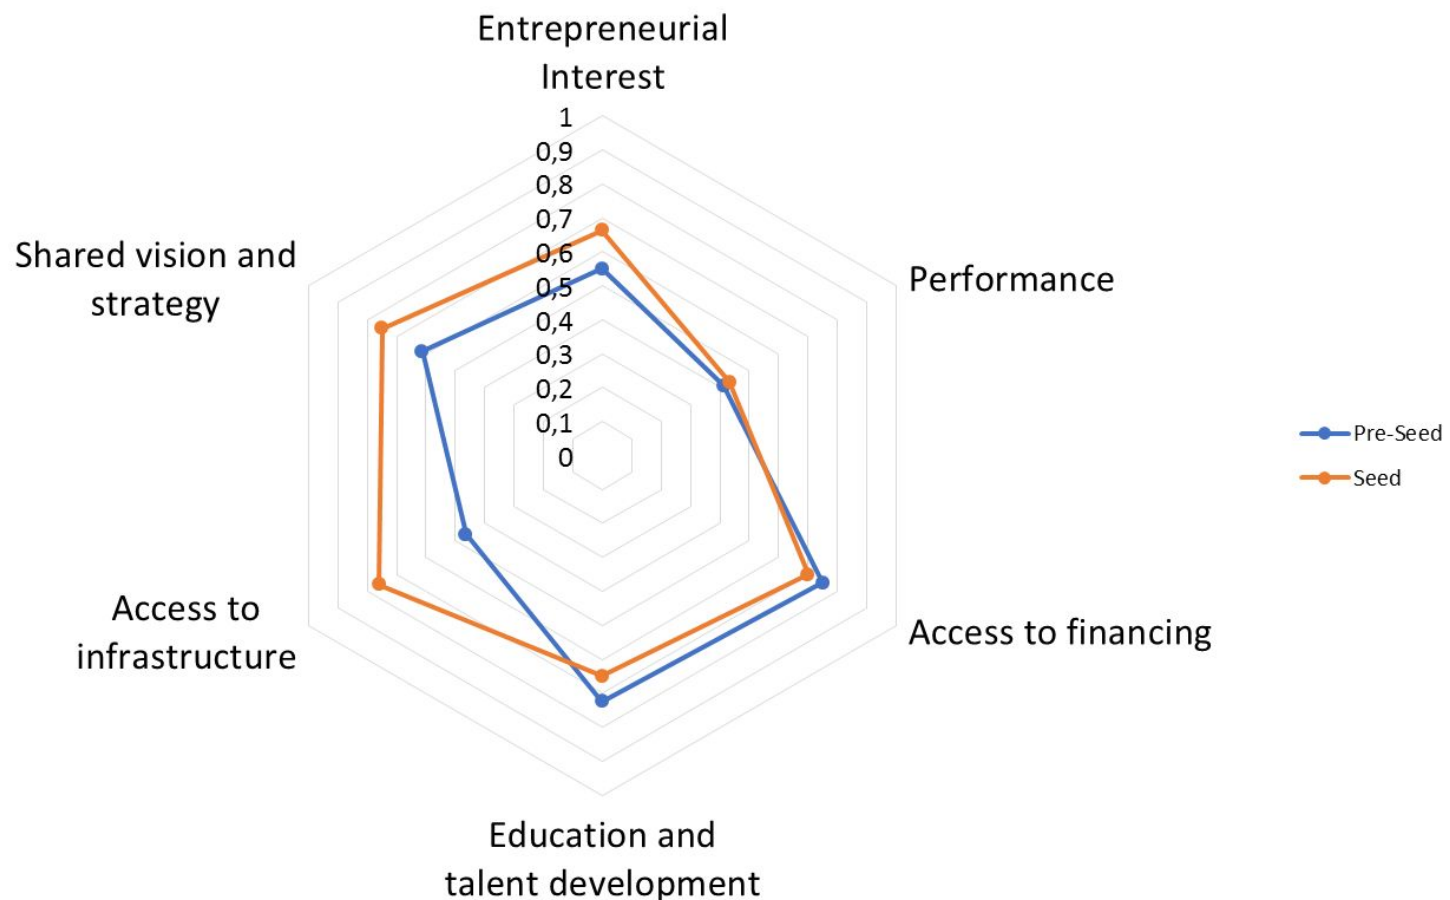 Entrepreneurial
Interest
1
0,9
0,8
0,7
0,6
0,5
0,4
0,3
0,2
0,1
0
Shared vision and
strategy
Performance
Pre-Seed
Seed
Access to
infrastructure
Access to financing
Education and
talent development